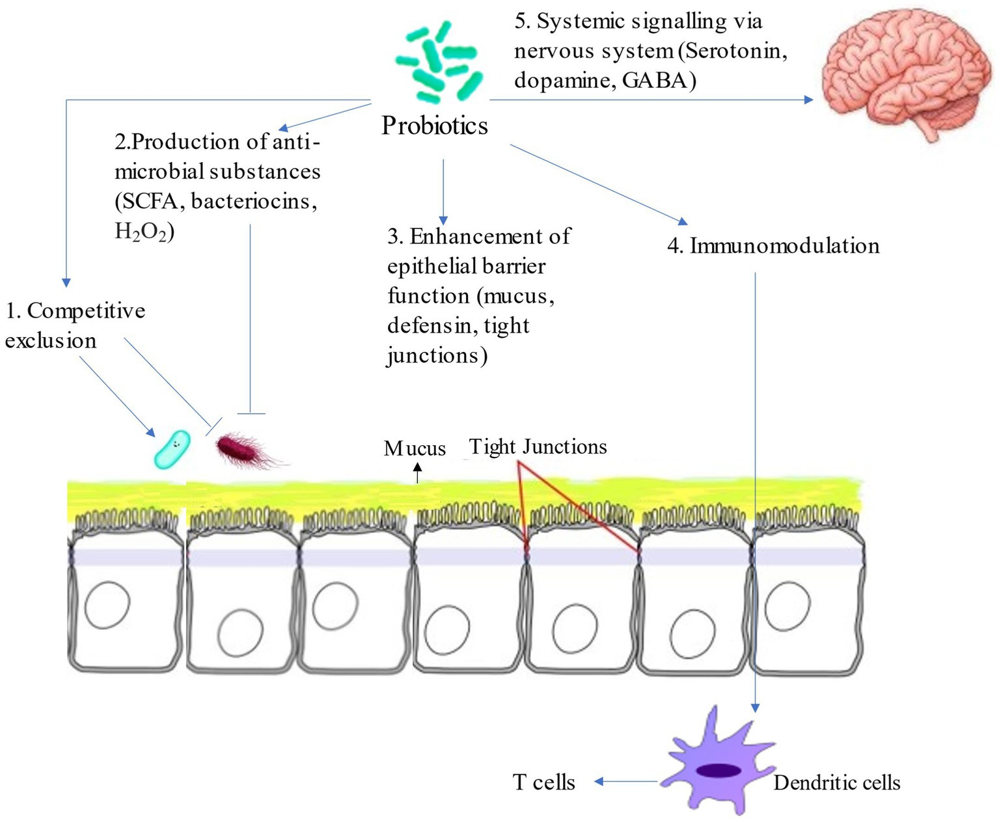 5. Systemic signalling via
nervous system (Serotonin,
dopamine, GABA)
Probiotics
2.Production of anti-
microbial substances
(SCFA, bacteriocins,
H₂O₂)
3. Enhancement of
epithelial barrier
function (mucus,
defensin, tight
junctions)
4. Immunomodulation
1. Competitive
exclusion
Mucus
Tight Junctions
T cells
Dendritic cells